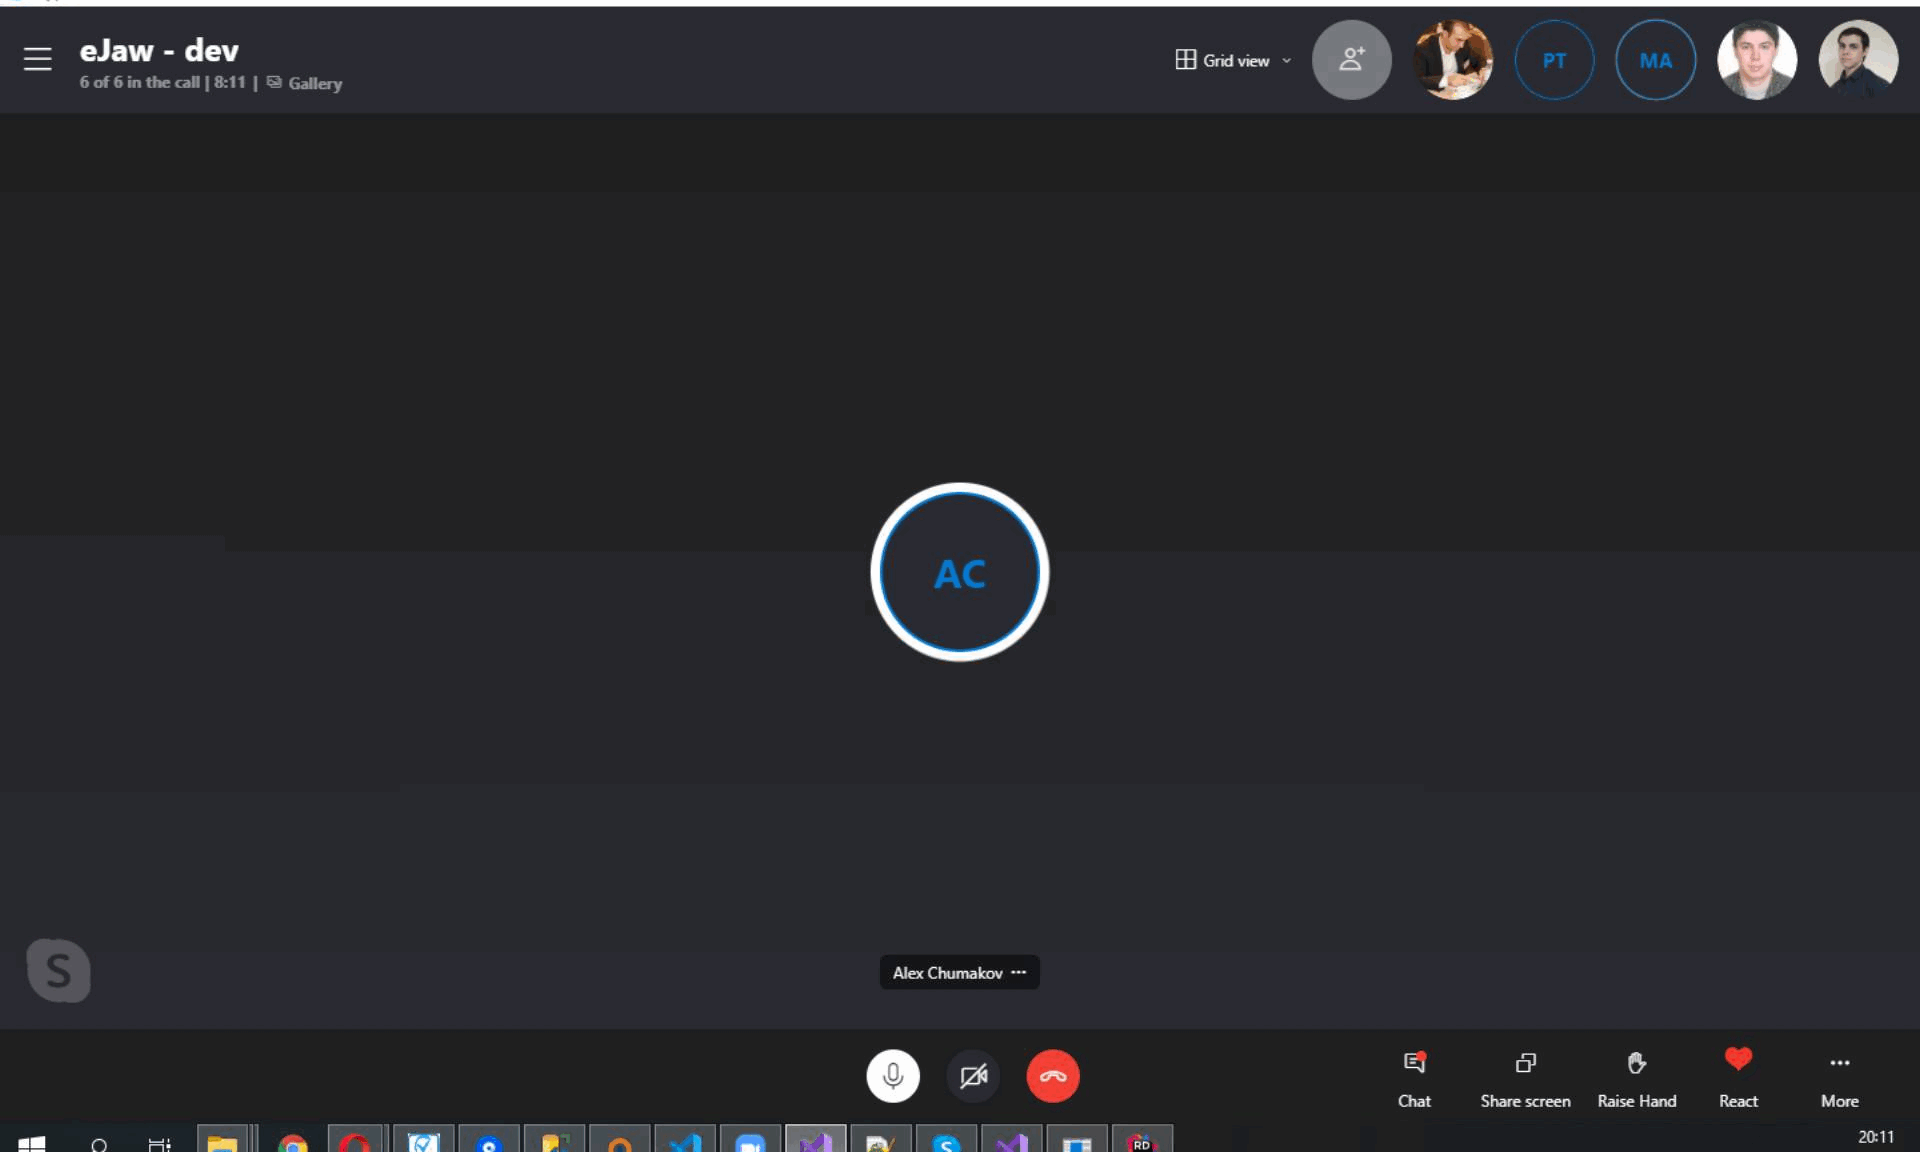 eJaw - dev
6 of 6 in the call | 8:11 | Gallery
Grid view
PT
MA
AC
S
Alex Chumakov ···
Chat
Share screen
Raise Hand
React
More
S
RD
20:11